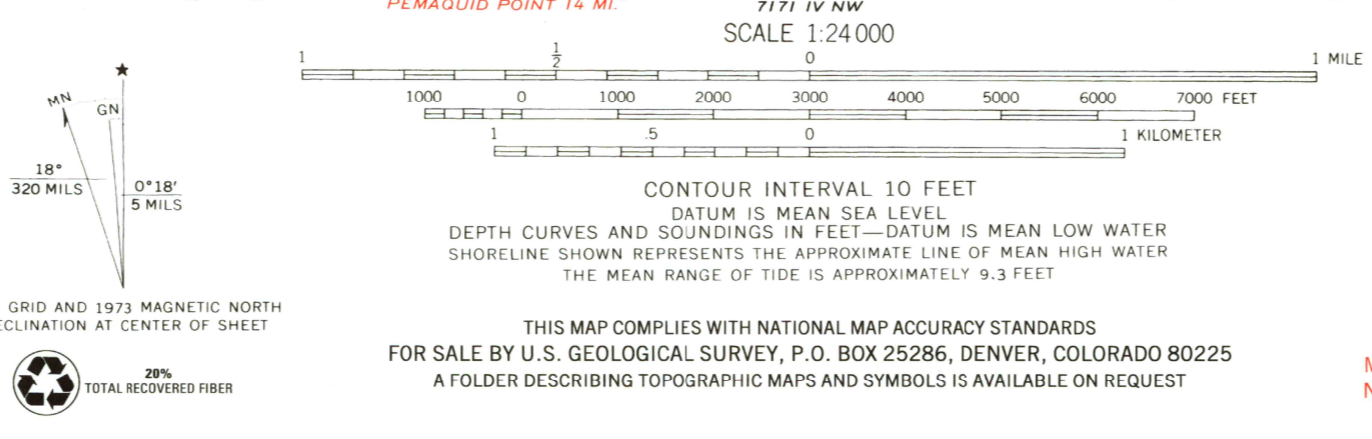 PEMAQUID POINT 14 MI.
7171 IV NW
SCALE 1:24 000
1 1/2 0 1 MILE
1000 0 1000 2000 3000 4000 5000 6000 7000 FEET
1 .5 0 1 KILOMETER
★
MN
GN
18°
320 MILS
0°18′
5 MILS
GRID AND 1973 MAGNETIC NORTH
ECLINATION AT CENTER OF SHEET
CONTOUR INTERVAL 10 FEET
DATUM IS MEAN SEA LEVEL
DEPTH CURVES AND SOUNDINGS IN FEET—DATUM IS MEAN LOW WATER
SHORELINE SHOWN REPRESENTS THE APPROXIMATE LINE OF MEAN HIGH WATER
THE MEAN RANGE OF TIDE IS APPROXIMATELY 9.3 FEET
20%
TOTAL RECOVERED FIBER
THIS MAP COMPLIES WITH NATIONAL MAP ACCURACY STANDARDS
FOR SALE BY U.S. GEOLOGICAL SURVEY, P.O. BOX 25286, DENVER, COLORADO 80225
A FOLDER DESCRIBING TOPOGRAPHIC MAPS AND SYMBOLS IS AVAILABLE ON REQUEST